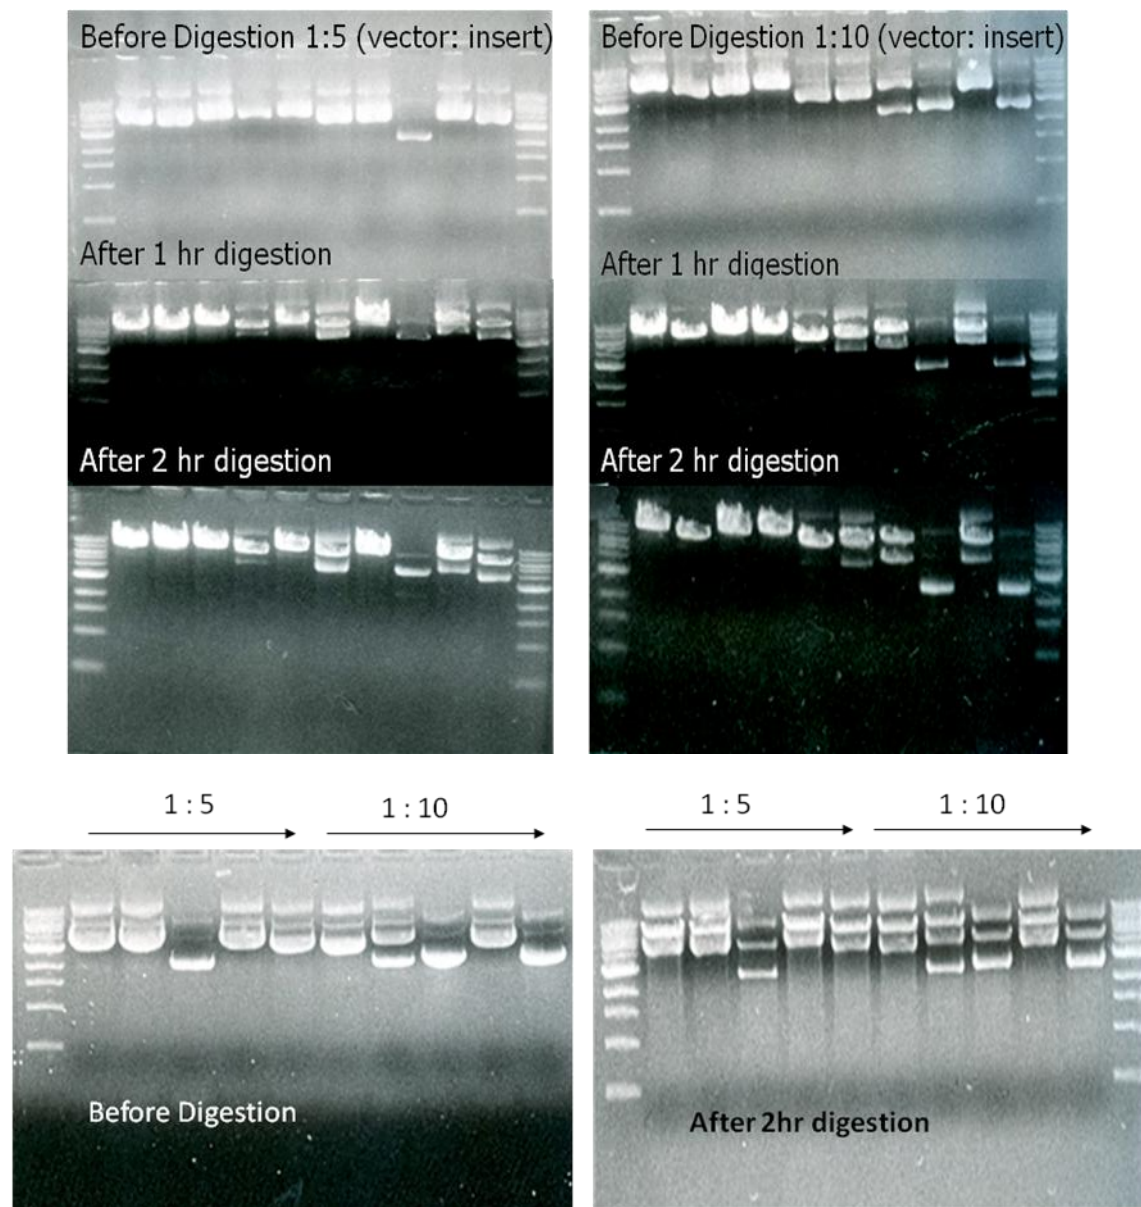 Before Digestion 1:5 (vector: insert)
Before Digestion 1:10 (vector: insert)
After 1 hr digestion
After 1 hr digestion
After 2 hr digestion
After 2 hr digestion
1 : 5
1 : 10
1 : 5
1 : 10
Before Digestion
After 2hr digestion